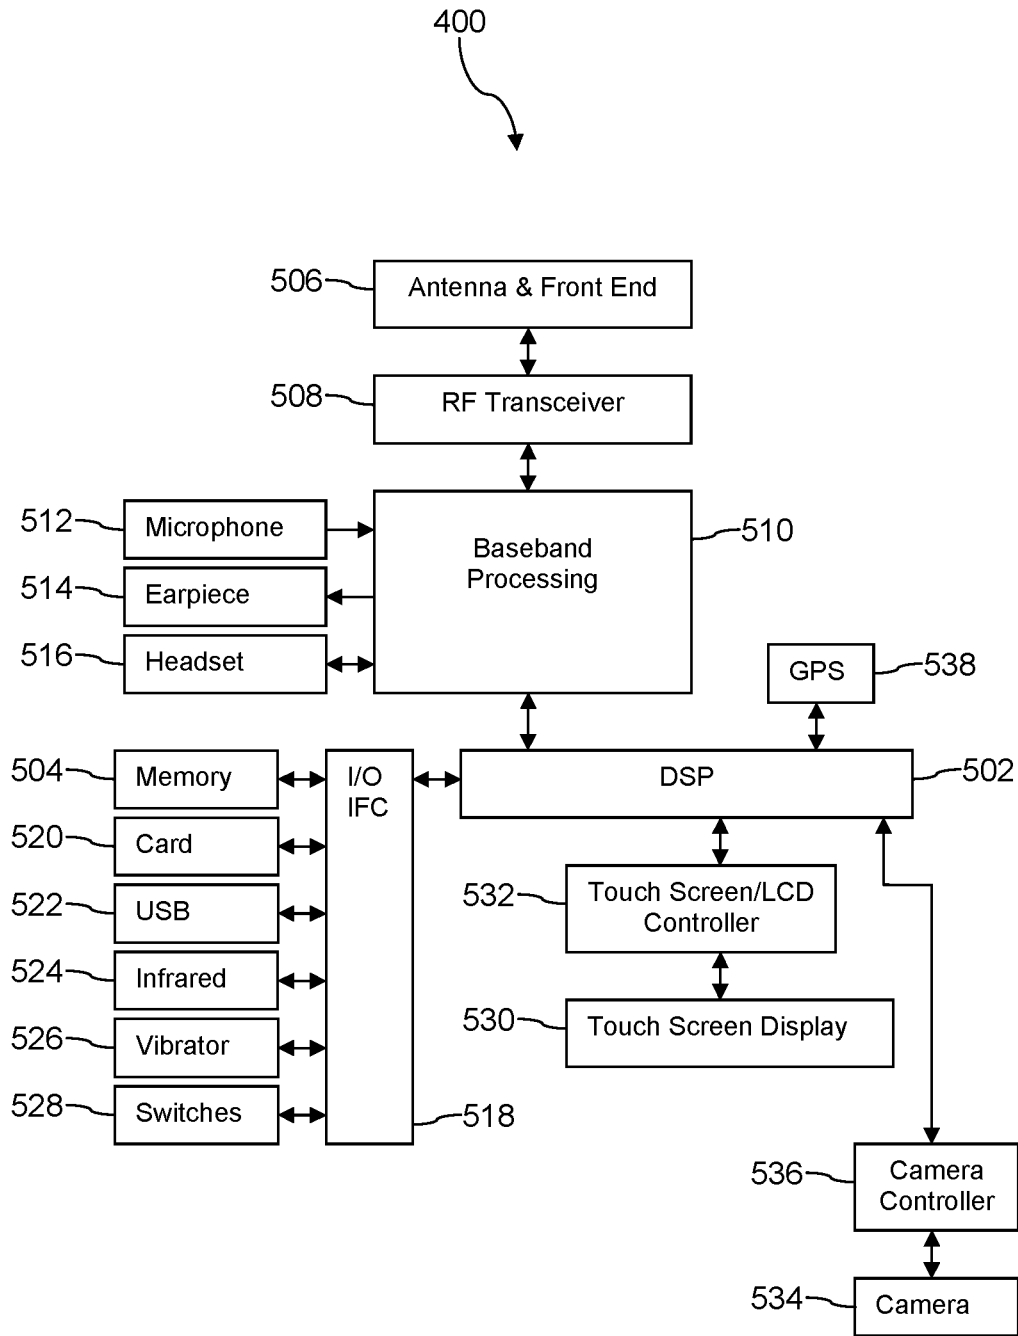 400
506
Antenna & Front End
508
RF Transceiver
512
Microphone
Baseband
Processing
510
514
Earpiece
516
Headset
GPS
538
504
Memory
I/O
IFC
DSP
502
520
Card
532
Touch Screen/LCD
Controller
522
USB
524
Infrared
530
Touch Screen Display
526
Vibrator
528
Switches
518
536
Camera
Controller
534
Camera